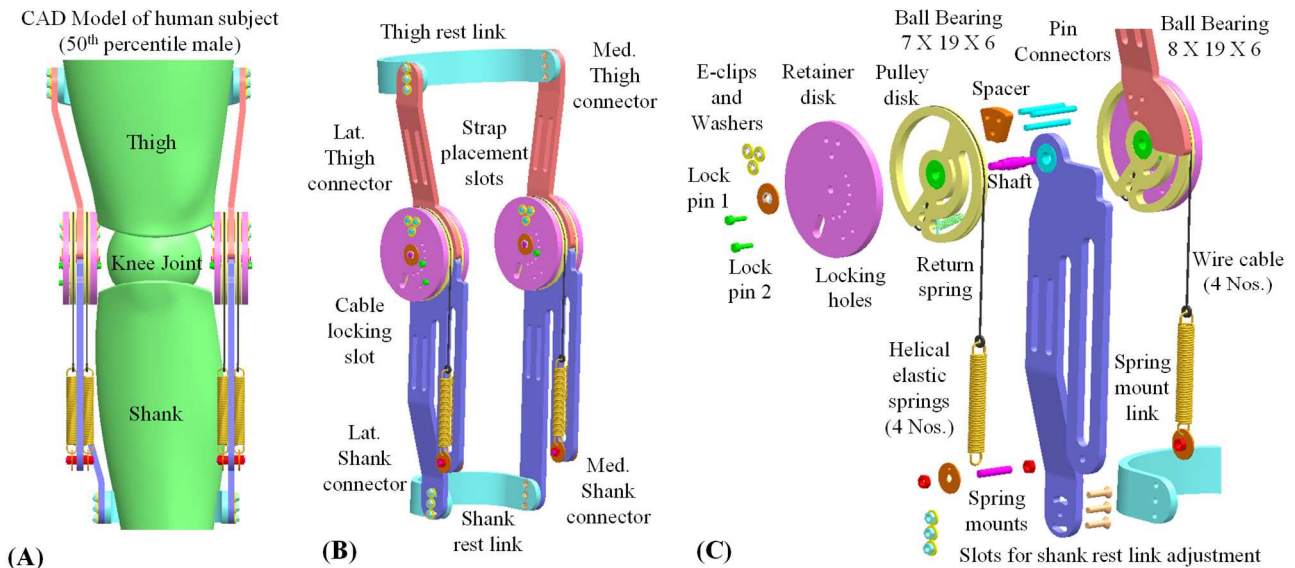 CAD Model of human subject
(50th percentile male)
Thigh
Knee Joint
Shank
(A)
Thigh rest link
Med.
Thigh
connector
Lat.
Thigh
connector
Strap
placement
slots
Cable
locking
slot
Lat.
Shank
connector
Med.
Shank
connector
Shank
rest link
(B)
Ball Bearing
7 X 19 X 6
Pin
Connectors
Ball Bearing
8 X 19 X 6
E-clips
and
Washers
Retainer
disk
Pulley
disk
Spacer
Lock
pin 1
Shaft
Lock
pin 2
Locking
holes
Return
spring
Wire cable
(4 Nos.)
Helical
elastic
springs
(4 Nos.)
Spring
mount
link
Spring
mounts
Slots for shank rest link adjustment
(C)